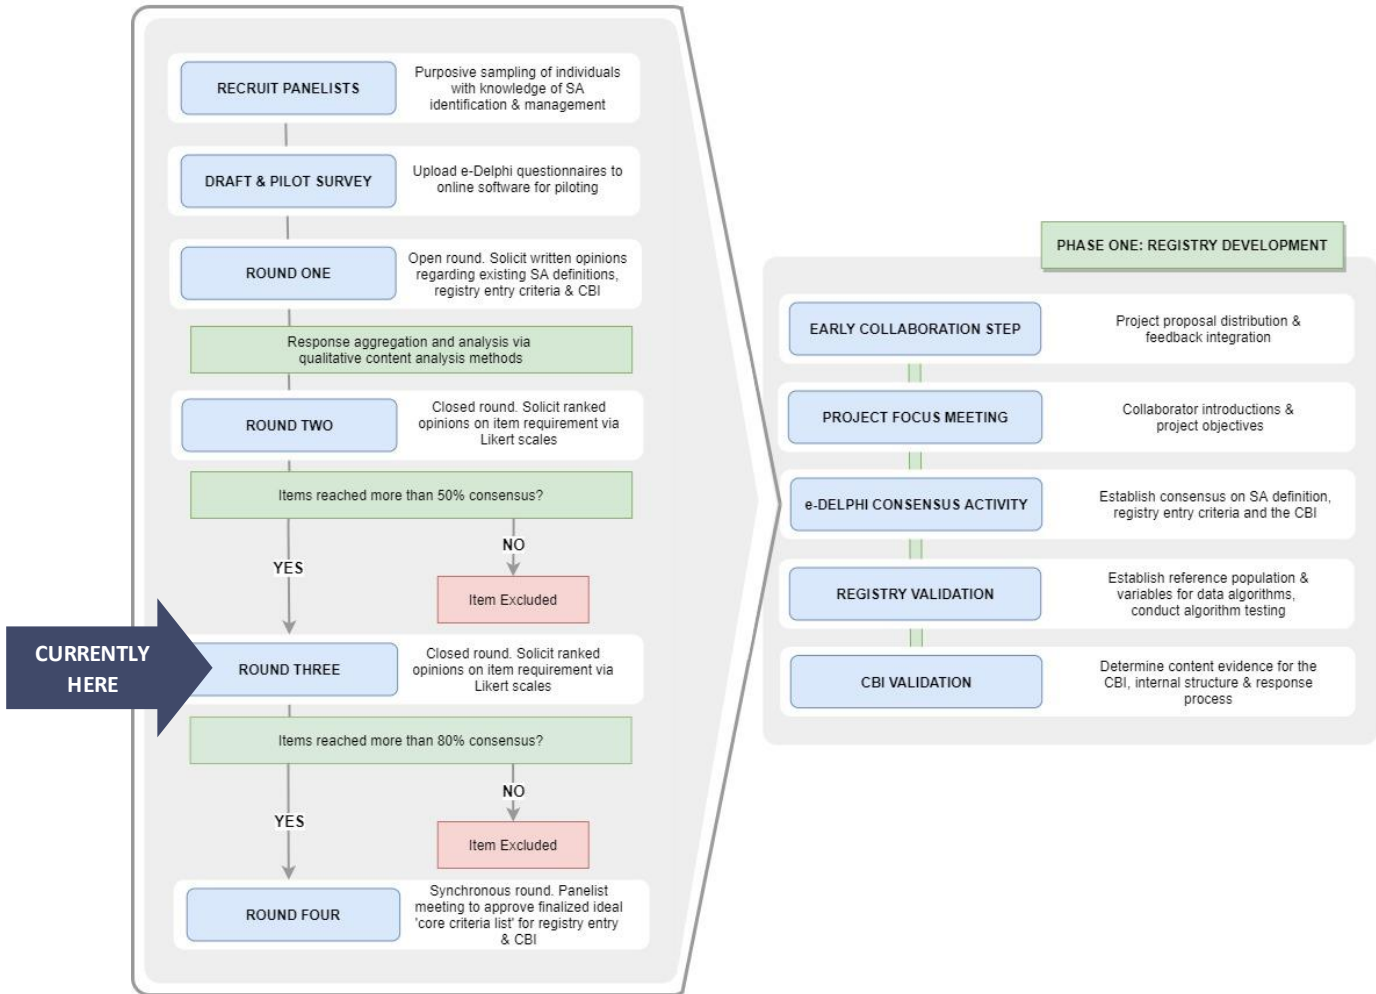 RECRUIT PANELISTS
Purposive sampling of individuals
with knowledge of SA
identification & management
DRAFT & PILOT SURVEY
Upload e-Delphi questionnaires to
online software for piloting
ROUND ONE
Open round. Solicit written opinions
regarding existing SA definitions,
registry entry criteria & CBI
Response aggregation and analysis via
qualitative content analysis methods
ROUND TWO
Closed round. Solicit ranked
opinions on item requirement via
Likert scales
Items reached more than 50% consensus?
YES
NO
Item Excluded
CURRENTLY
HERE
ROUND THREE
Closed round. Solicit ranked
opinions on item requirement via
Likert scales
Items reached more than 80% consensus?
YES
NO
Item Excluded
ROUND FOUR
Synchronous round. Panelist
meeting to approve finalized ideal
'core criteria list' for registry entry
& CBI
PHASE ONE: REGISTRY DEVELOPMENT
EARLY COLLABORATION STEP
Project proposal distribution &
feedback integration
PROJECT FOCUS MEETING
Collaborator introductions &
project objectives
e-DELPHI CONSENSUS ACTIVITY
Establish consensus on SA definition,
registry entry criteria and the CBI
REGISTRY VALIDATION
Establish reference population &
variables for data algorithms,
conduct algorithm testing
CBI VALIDATION
Determine content evidence for the
CBI, internal structure & response
process